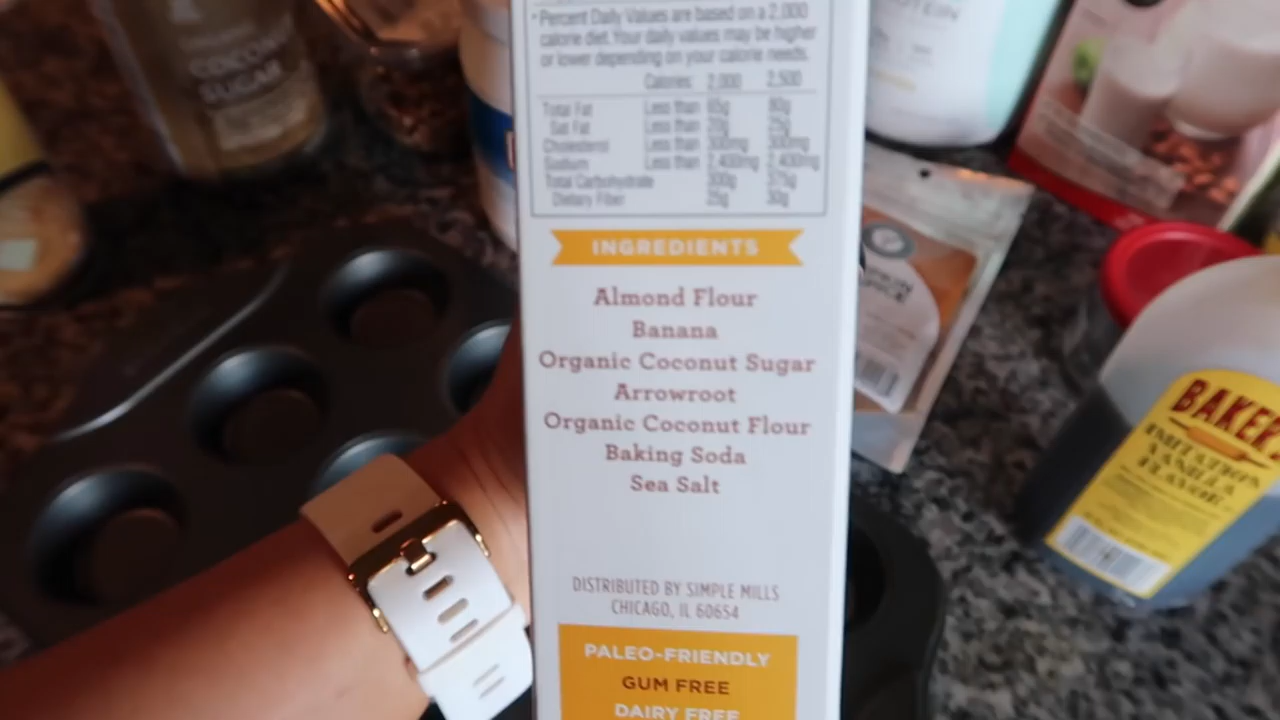 * Percent Daily Values are based on a 2,000
calorie diet. Your daily values may be higher
or lower depending on your calorie needs.
Calories: 2,000 2,500
Total Fat Less than 65g 80g
Sat Fat Less than 20g 25g
Cholesterol Less than 300mg 300mg
Sodium Less than 2,400mg 2,400mg
Total Carbohydrate 300g 375g
Dietary Fiber 25g 30g
INGREDIENTS
Almond Flour
Banana
Organic Coconut Sugar
Arrowroot
Organic Coconut Flour
Baking Soda
Sea Salt
DISTRIBUTED BY SIMPLE MILLS
CHICAGO, IL 60654
PALEO-FRIENDLY
GUM FREE
DAIRY FREE
COCONUT
SUGAR
BAKER
IMITATION
VANILLA
FLAVOR